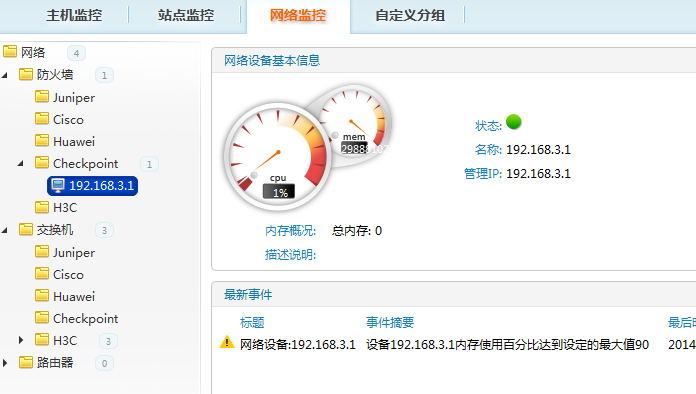 主机监控 站点监控 网络监控 自定义分组
网络 4
防火墙 1
Juniper
Cisco
Huawei
Checkpoint 1
192.168.3.1
H3C
交换机 3
Juniper
Cisco
Huawei
Checkpoint
H3C 3
路由器 0
网络设备基本信息
mem
cpu
1%
状态:
名称: 192.168.3.1
管理IP: 192.168.3.1
内存概况: 总内存: 0
描述说明:
最新事件
标题 事件摘要
网络设备:192.168.3.1 设备192.168.3.1内存使用百分比达到设定的最大值90 2014